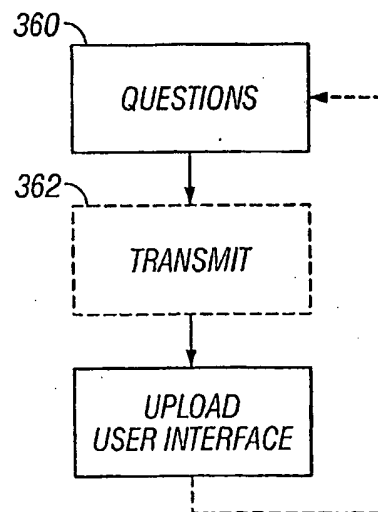 360
QUESTIONS
362
TRANSMIT
UPLOAD
USER INTERFACE